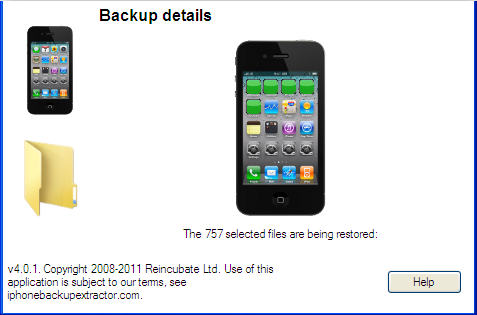 Backup details
The 757 selected files are being restored:
v4.0.1. Copyright 2008-2011 Reincubate Ltd. Use of this
application is subject to our terms, see
iphonebackupextractor.com.
Help